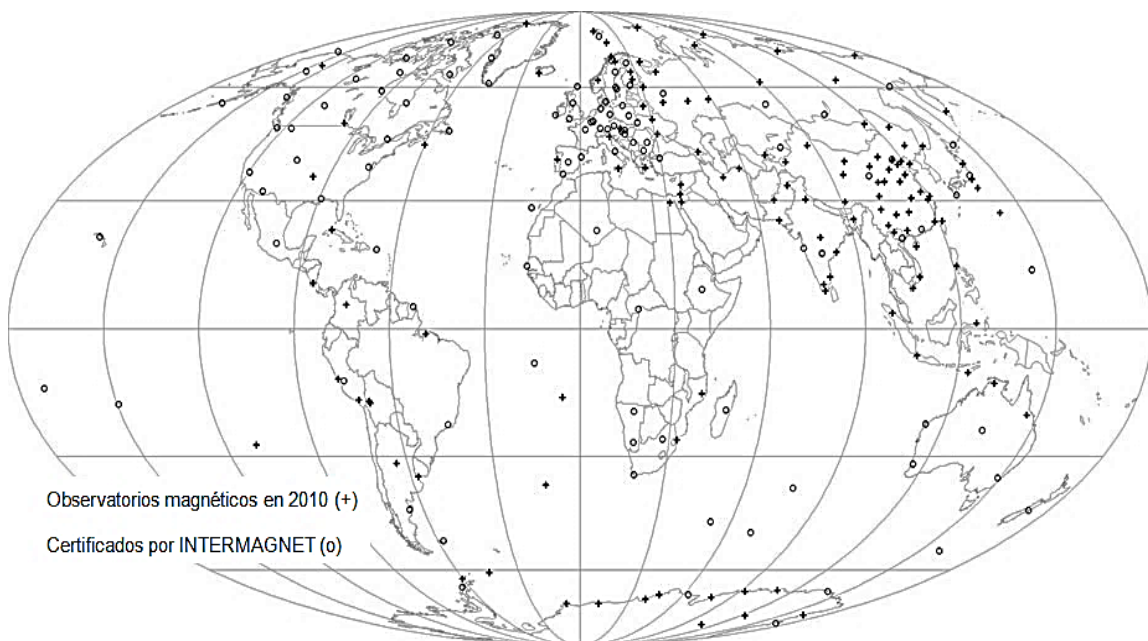 Observatorios magnéticos en 2010 (+)
Certificados por INTERMAGNET (o)